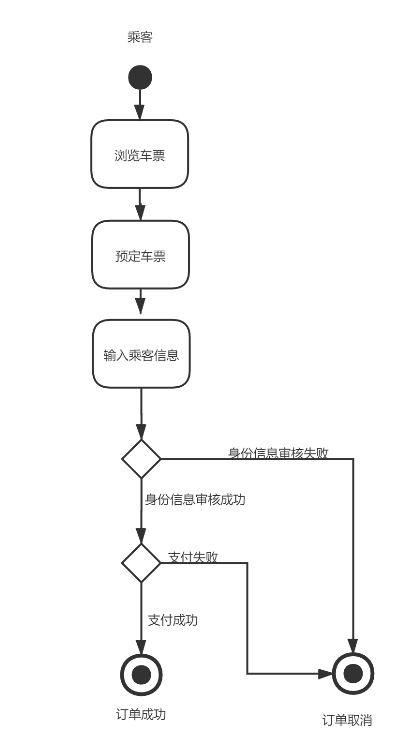 乘客
浏览车票
预定车票
输入乘客信息
身份信息审核失败
身份信息审核成功
支付失败
支付成功
订单成功
订单取消